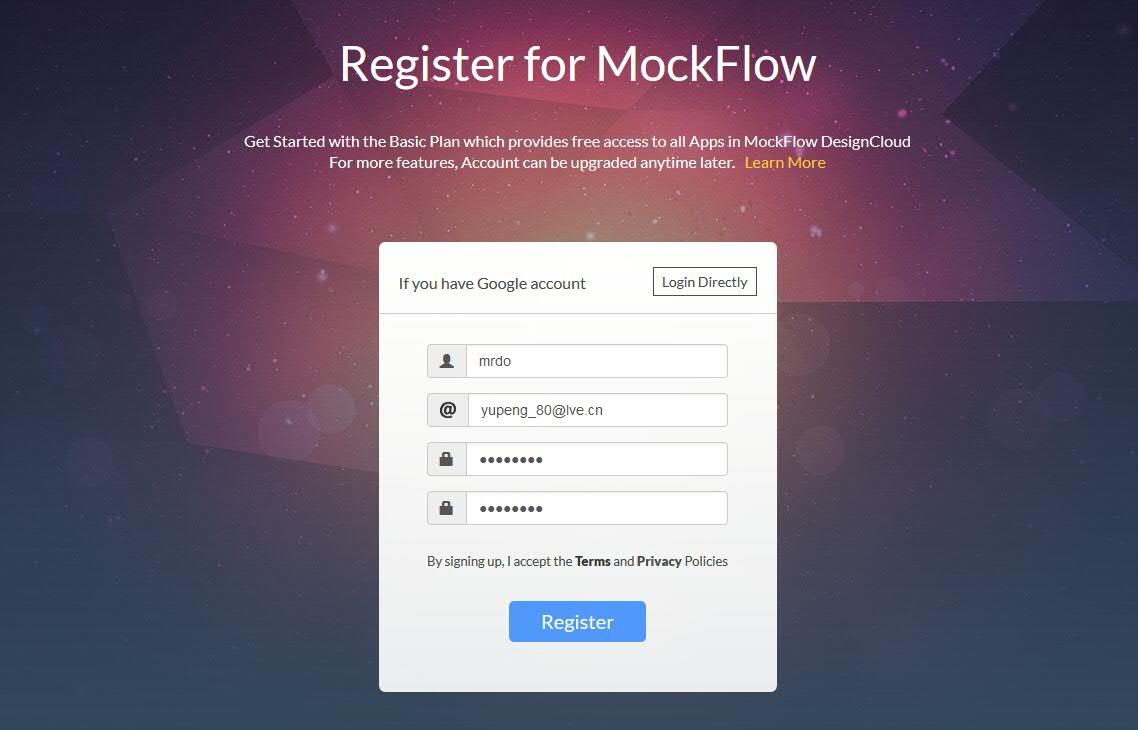 Register for MockFlow
Get Started with the Basic Plan which provides free access to all Apps in MockFlow DesignCloud
For more features, Account can be upgraded anytime later. Learn More
If you have Google account
Login Directly
mrdo
@ yupeng_80@lve.cn
••••••••
••••••••
By signing up, I accept the Terms and Privacy Policies
Register